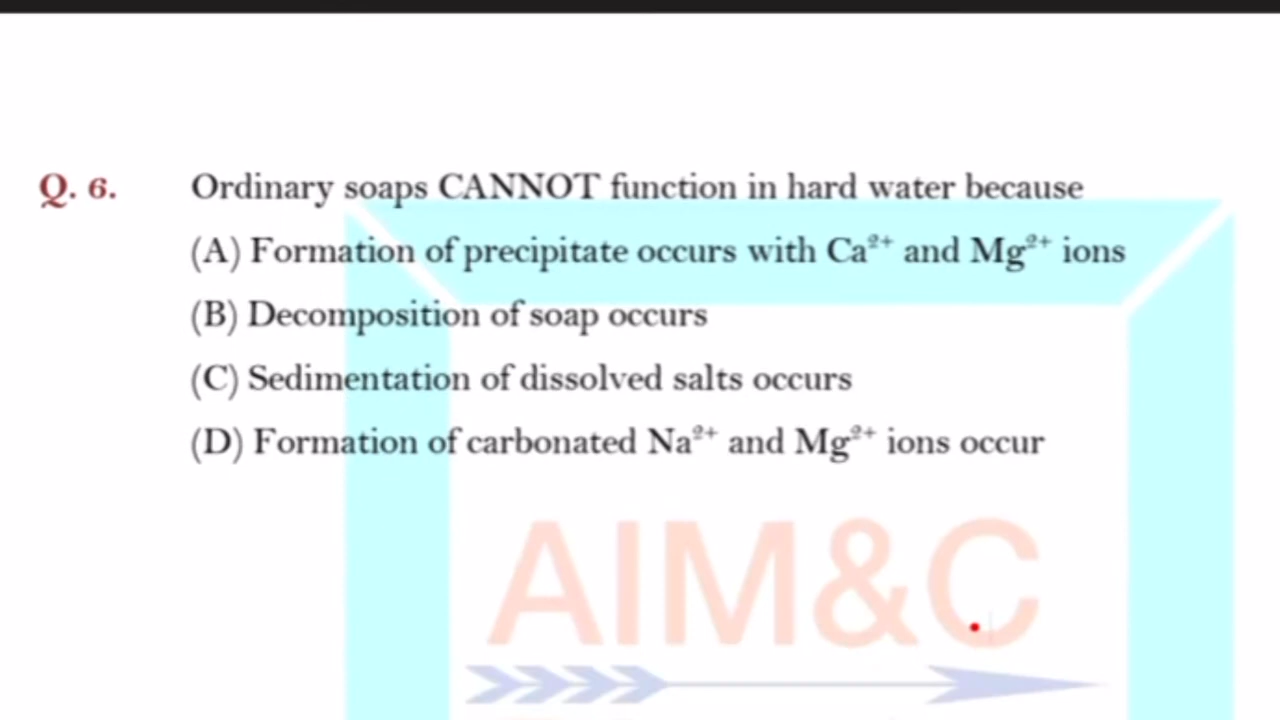 Q. 6. Ordinary soaps CANNOT function in hard water because
(A) Formation of precipitate occurs with Ca²⁺ and Mg²⁺ ions
(B) Decomposition of soap occurs
(C) Sedimentation of dissolved salts occurs
(D) Formation of carbonated Na²⁺ and Mg²⁺ ions occur
AIM&C